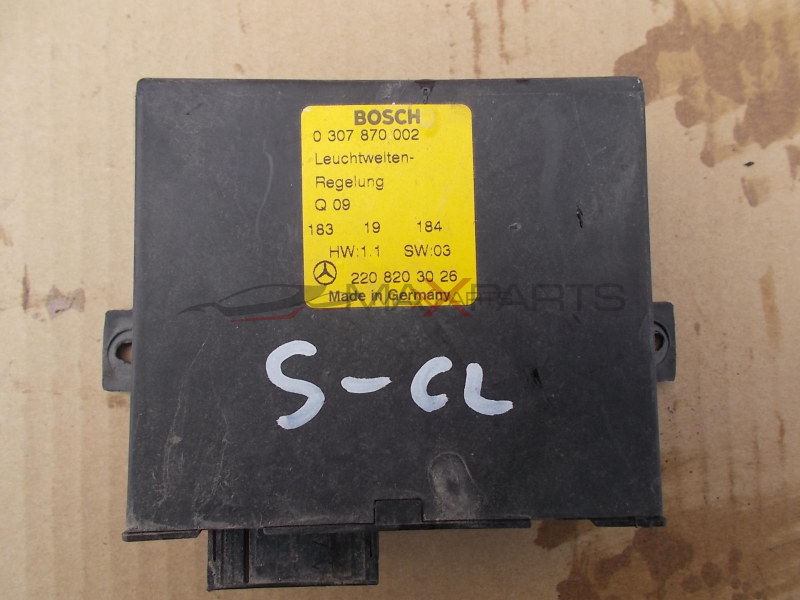 BOSCH
0 307 870 002
Leuchtweiten-
Regelung
Q 09
183 19 184
HW:1.1 SW:03
220 820 30 26
Made in Germany
MAXPARTS
S-CL